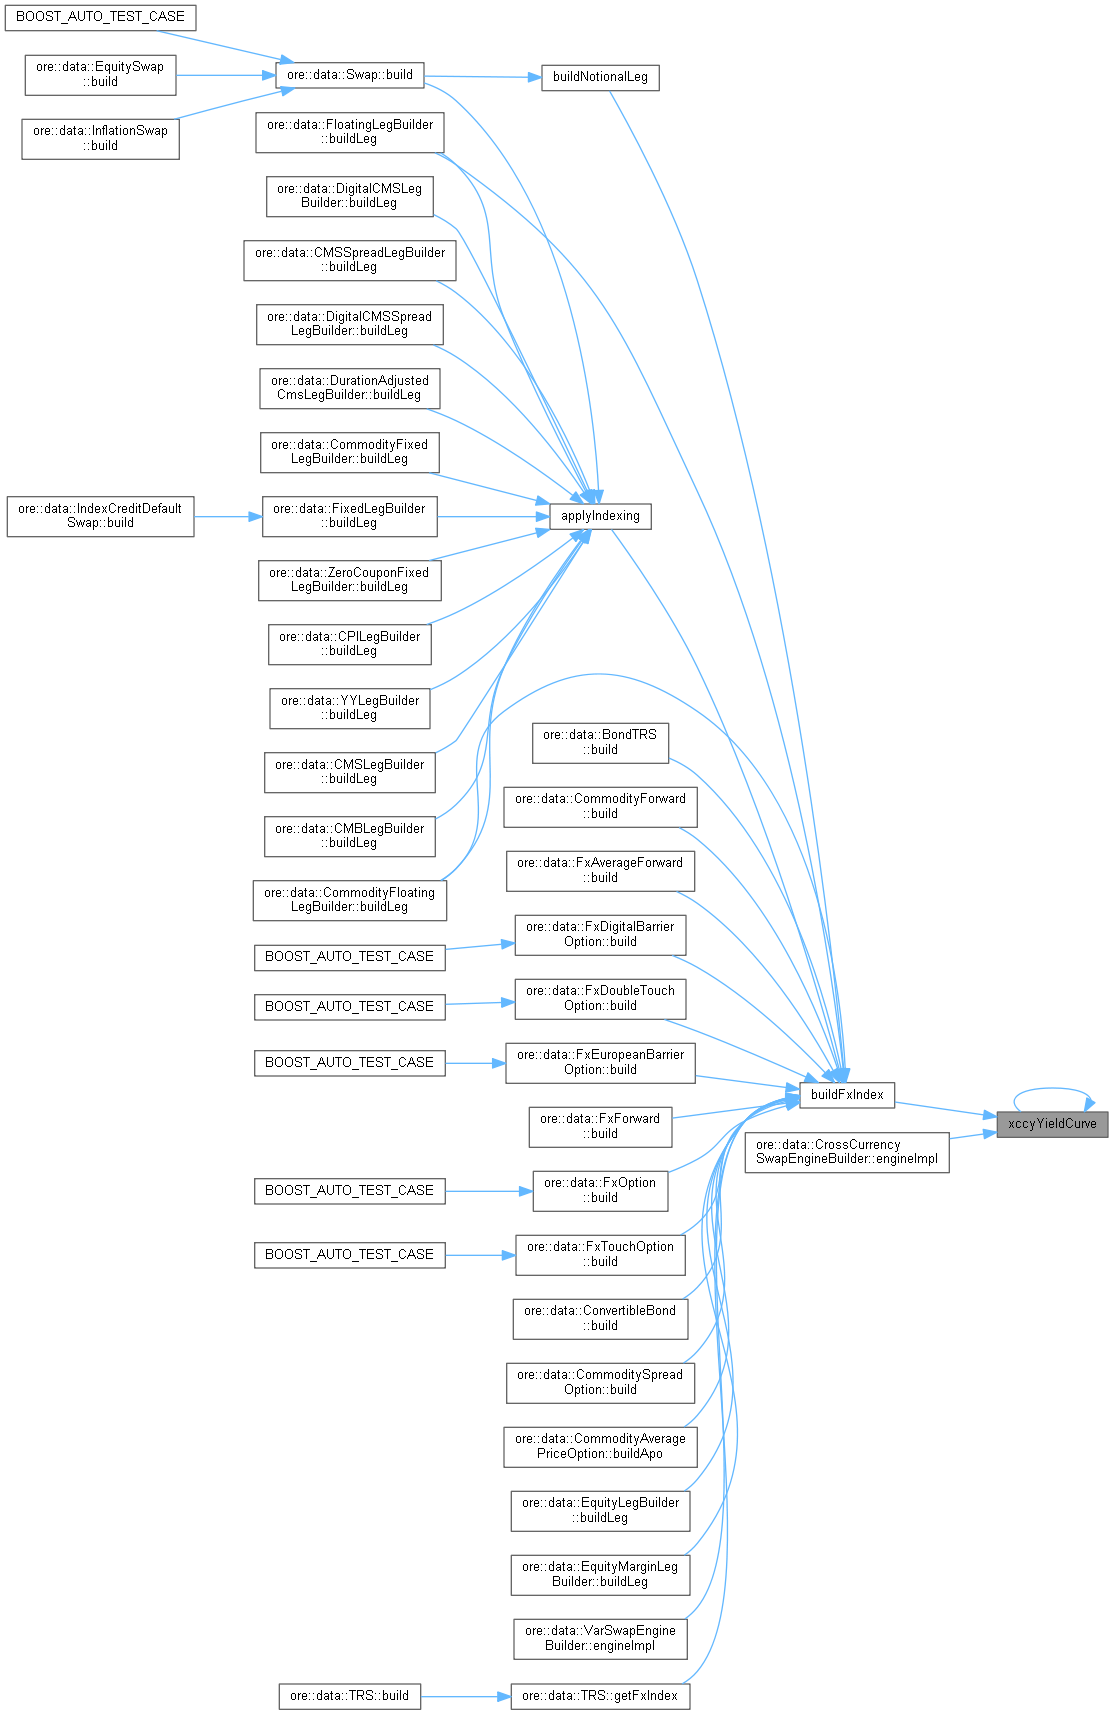 BOOST_AUTO_TEST_CASE
ore::data::EquitySwap
::build
ore::data::InflationSwap
::build
ore::data::Swap::build
buildNotionalLeg
ore::data::FloatingLegBuilder
::buildLeg
ore::data::DigitalCMSLeg
Builder::buildLeg
ore::data::CMSSpreadLegBuilder
::buildLeg
ore::data::DigitalCMSSpread
LegBuilder::buildLeg
ore::data::DurationAdjusted
CmsLegBuilder::buildLeg
ore::data::CommodityFixed
LegBuilder::buildLeg
ore::data::IndexCreditDefault
Swap::build
ore::data::FixedLegBuilder
::buildLeg
applyIndexing
ore::data::ZeroCouponFixed
LegBuilder::buildLeg
ore::data::CPILegBuilder
::buildLeg
ore::data::YYLegBuilder
::buildLeg
ore::data::CMSLegBuilder
::buildLeg
ore::data::CMBLegBuilder
::buildLeg
ore::data::CommodityFloating
LegBuilder::buildLeg
ore::data::BondTRS
::build
ore::data::CommodityForward
::build
ore::data::FxAverageForward
::build
ore::data::FxDigitalBarrier
Option::build
BOOST_AUTO_TEST_CASE
ore::data::FxDoubleTouch
Option::build
BOOST_AUTO_TEST_CASE
ore::data::FxEuropeanBarrier
Option::build
BOOST_AUTO_TEST_CASE
buildFxIndex
xccyYieldCurve
ore::data::CrossCurrency
SwapEngineBuilder::engineImpl
ore::data::FxForward
::build
ore::data::FxOption
::build
BOOST_AUTO_TEST_CASE
ore::data::FxTouchOption
::build
BOOST_AUTO_TEST_CASE
ore::data::ConvertibleBond
::build
ore::data::CommoditySpread
Option::build
ore::data::CommodityAverage
PriceOption::buildApo
ore::data::EquityLegBuilder
::buildLeg
ore::data::EquityMarginLeg
Builder::buildLeg
ore::data::VarSwapEngine
Builder::engineImpl
ore::data::TRS::build
ore::data::TRS::getFxIndex